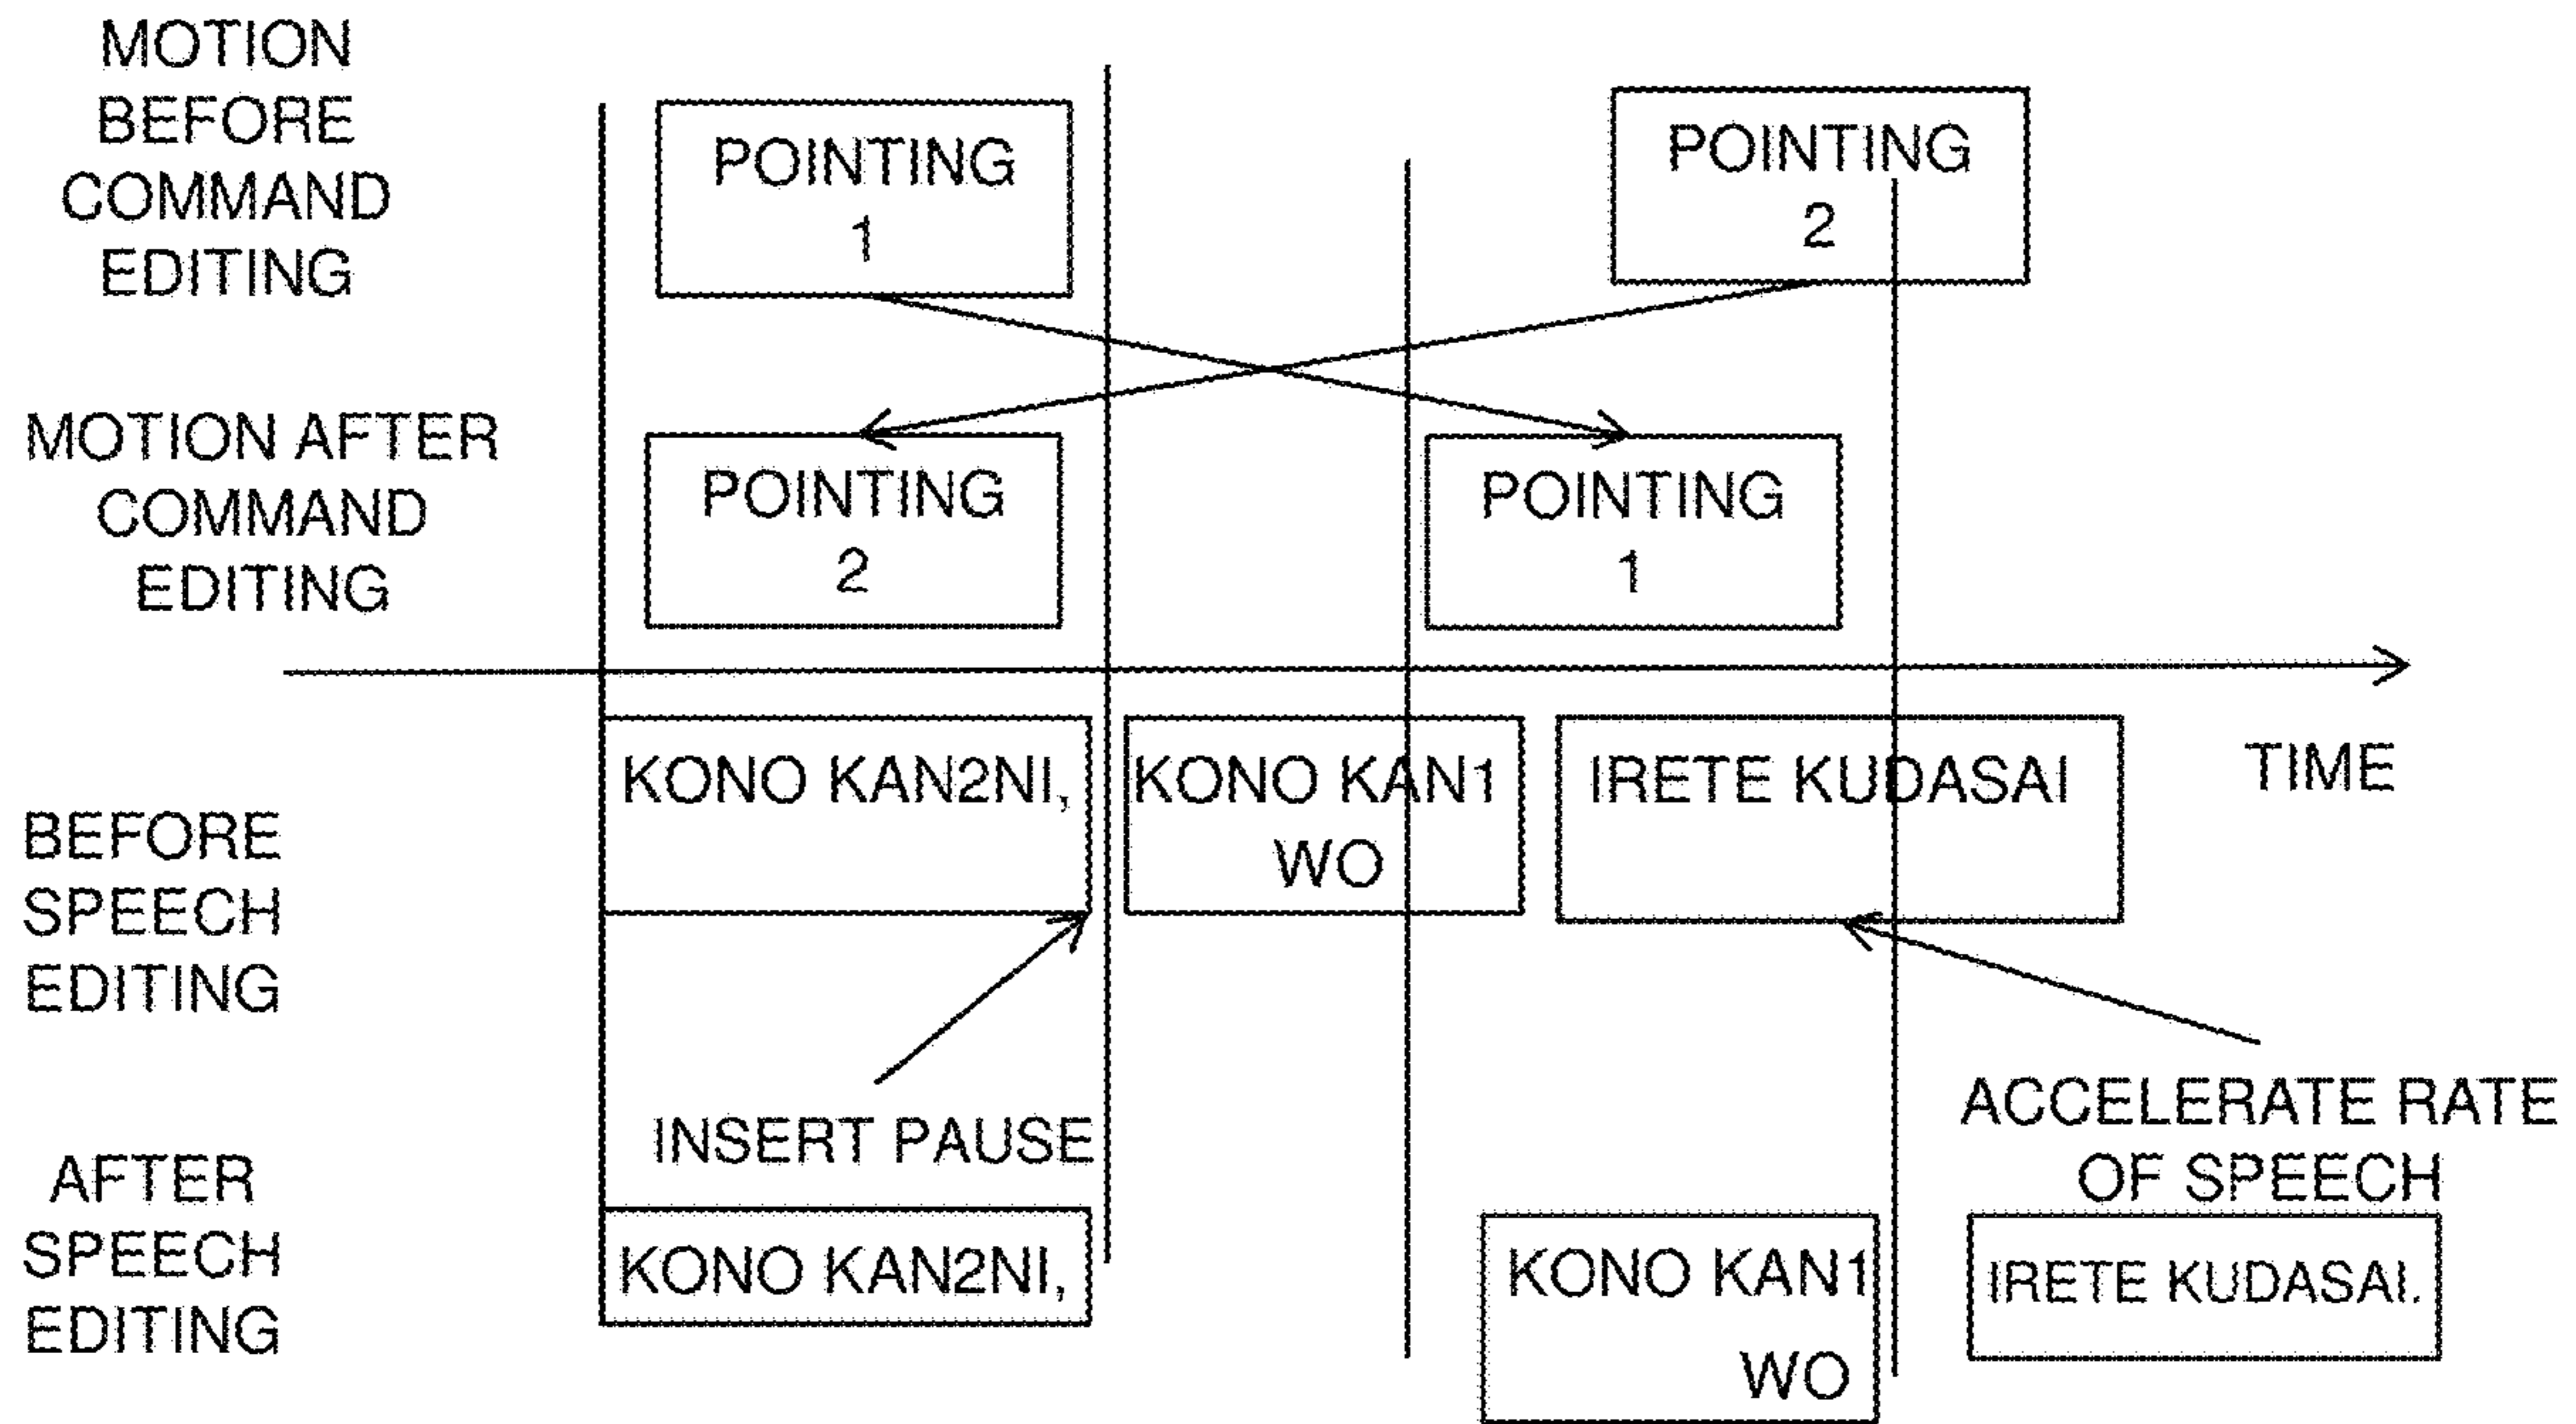 MOTION
BEFORE
COMMAND
EDITING
POINTING
1
POINTING
2
MOTION AFTER
COMMAND
EDITING
POINTING
2
POINTING
1
TIME
BEFORE
SPEECH
EDITING
KONO KAN2NI,
KONO KAN1
WO
IRETE KUDASAI
INSERT PAUSE
ACCELERATE RATE
OF SPEECH
AFTER
SPEECH
EDITING
KONO KAN2NI,
KONO KAN1
WO
IRETE KUDASAI.